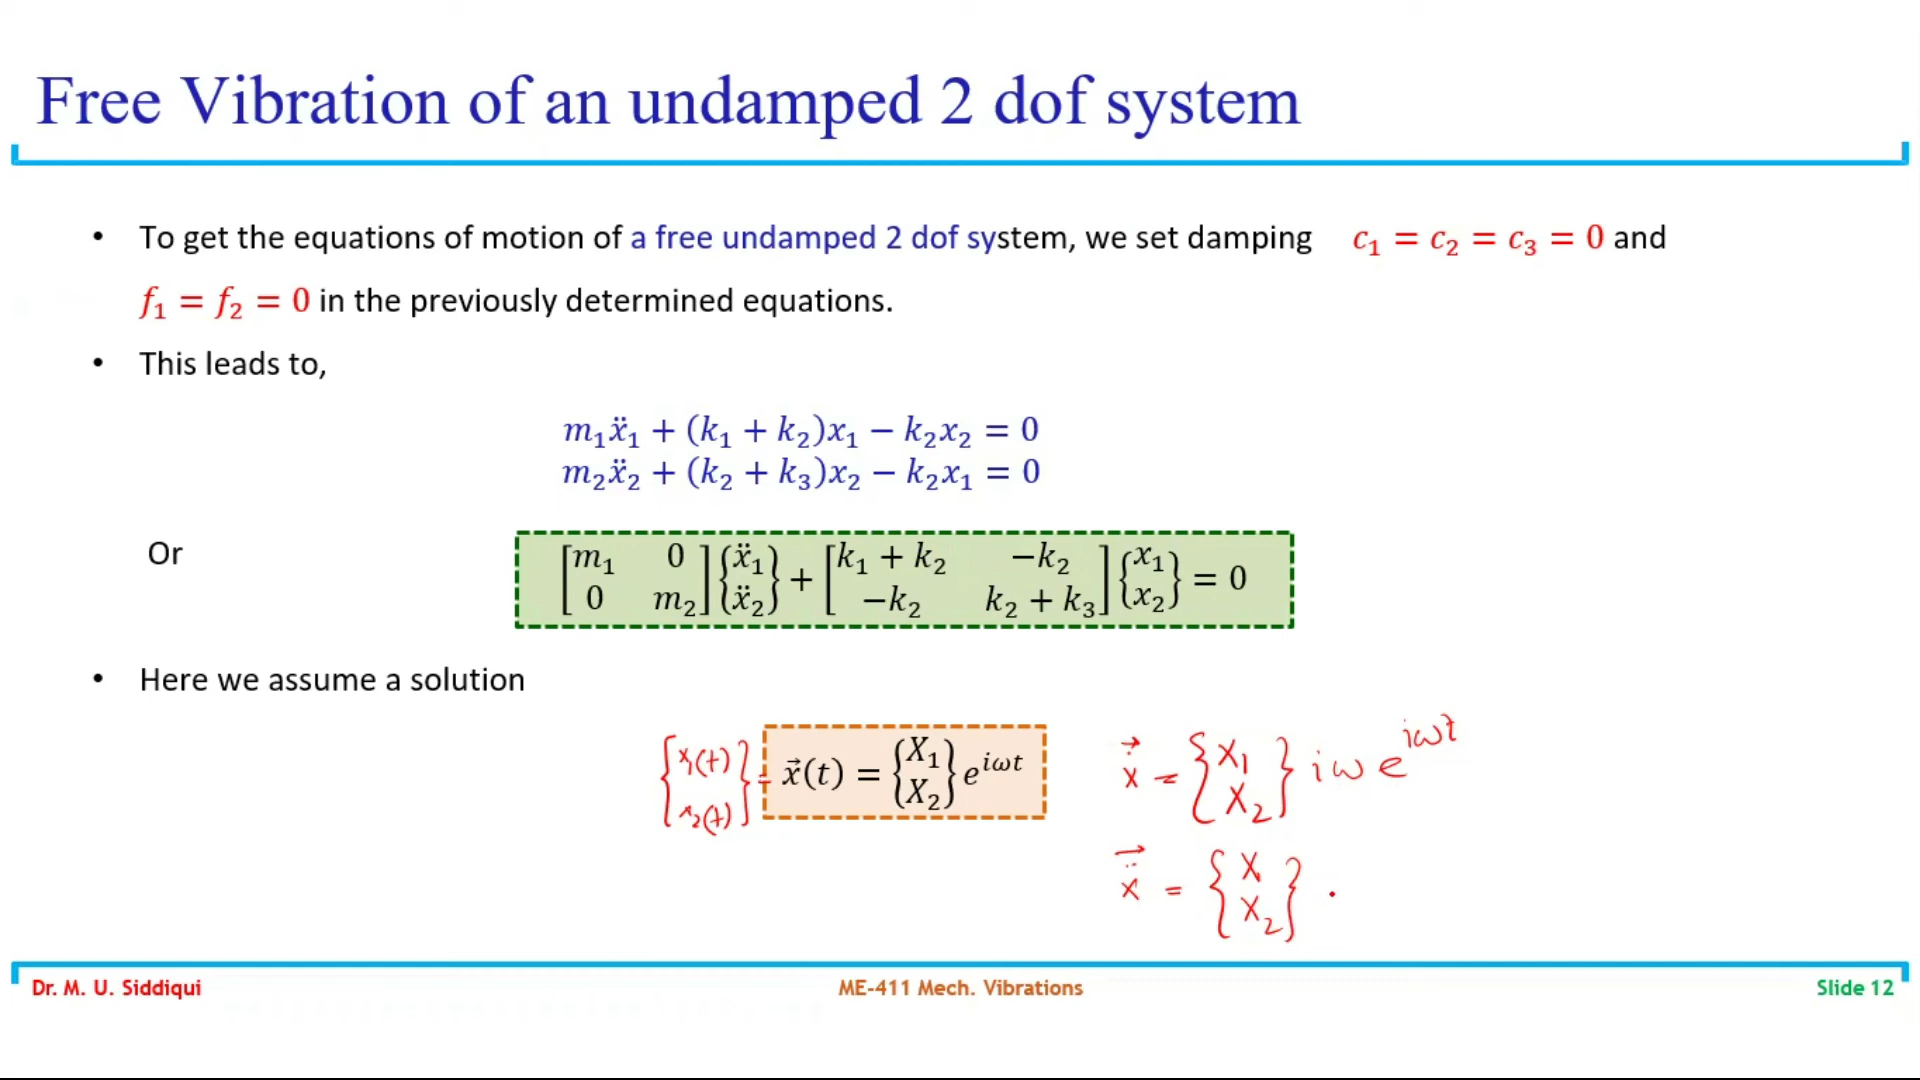 Free Vibration of an undamped 2 dof system
• To get the equations of motion of a free undamped 2 dof system, we set damping c₁ = c₂ = c₃ = 0 and
f₁ = f₂ = 0 in the previously determined equations.
• This leads to,
m₁ẍ₁ + (k₁ + k₂)x₁ − k₂x₂ = 0
m₂ẍ₂ + (k₂ + k₃)x₂ − k₂x₁ = 0
Or
[m₁ 0; 0 m₂]{ẍ₁; ẍ₂} + [k₁ + k₂ −k₂; −k₂ k₂ + k₃]{x₁; x₂} = 0
• Here we assume a solution
{x₁(t); x₂(t)} = x⃗(t) = {X₁; X₂} e^{iωt}
ẋ⃗ = {X₁; X₂} iω e^{iωt}
ẍ⃗ = {X; X₂} .
Dr. M. U. Siddiqui
ME-411 Mech. Vibrations
Slide 12